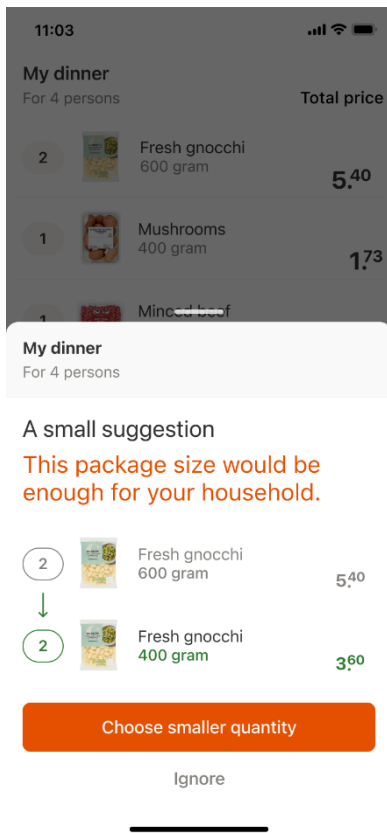 11:03
My dinner
For 4 persons
Total price
2
Fresh gnocchi
600 gram
5.40
1
Mushrooms
400 gram
1.73
1
Minced beef
My dinner
For 4 persons
A small suggestion
This package size would be
enough for your household.
2
Fresh gnocchi
600 gram
5.40
2
Fresh gnocchi
400 gram
3.60
Choose smaller quantity
Ignore